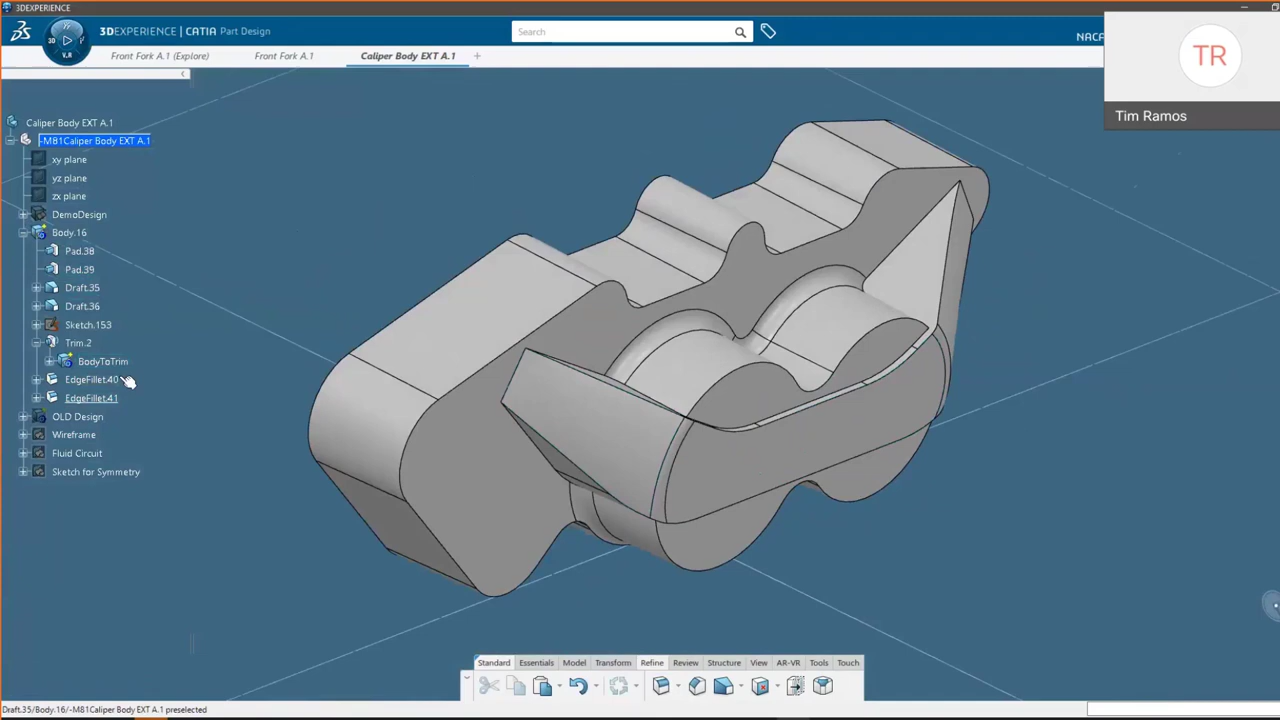 3DEXPERIENCE
3DEXPERIENCE | CATIA Part Design
3D
V,R
Search
NACA
TR
Tim Ramos
Front Fork A.1 (Explore)
Front Fork A.1
Caliper Body EXT A.1
Caliper Body EXT A.1
-M81Caliper Body EXT A.1
xy plane
yz plane
zx plane
DemoDesign
Body.16
Pad.38
Pad.39
Draft.35
Draft.36
Sketch.153
Trim.2
BodyToTrim
EdgeFillet.40
EdgeFillet.41
OLD Design
Wireframe
Fluid Circuit
Sketch for Symmetry
Standard Essentials Model Transform Refine Review Structure View AR-VR Tools Touch
Draft.35/Body.16/-M81Caliper Body EXT A.1 preselected